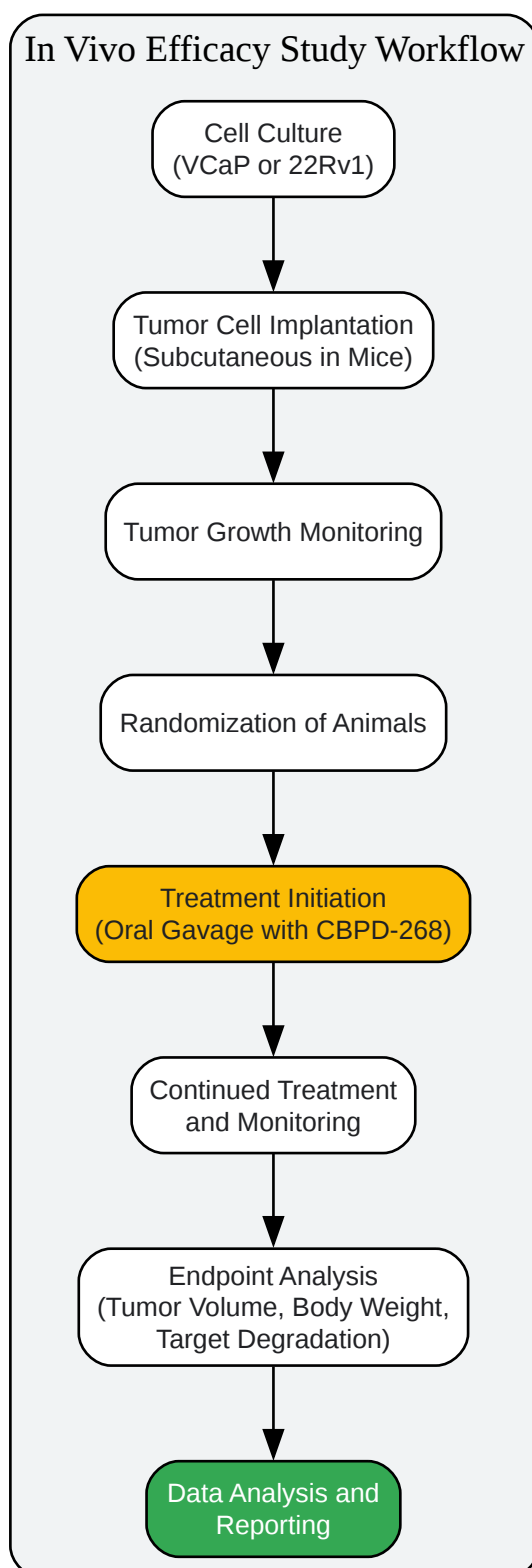 In Vivo Efficacy Study Workflow
Cell Culture
(VCaP or 22Rv1)
Tumor Cell Implantation
(Subcutaneous in Mice)
Tumor Growth Monitoring
Randomization of Animals
Treatment Initiation
(Oral Gavage with CBPD-268)
Continued Treatment
and Monitoring
Endpoint Analysis
(Tumor Volume, Body Weight,
Target Degradation)
Data Analysis and
Reporting